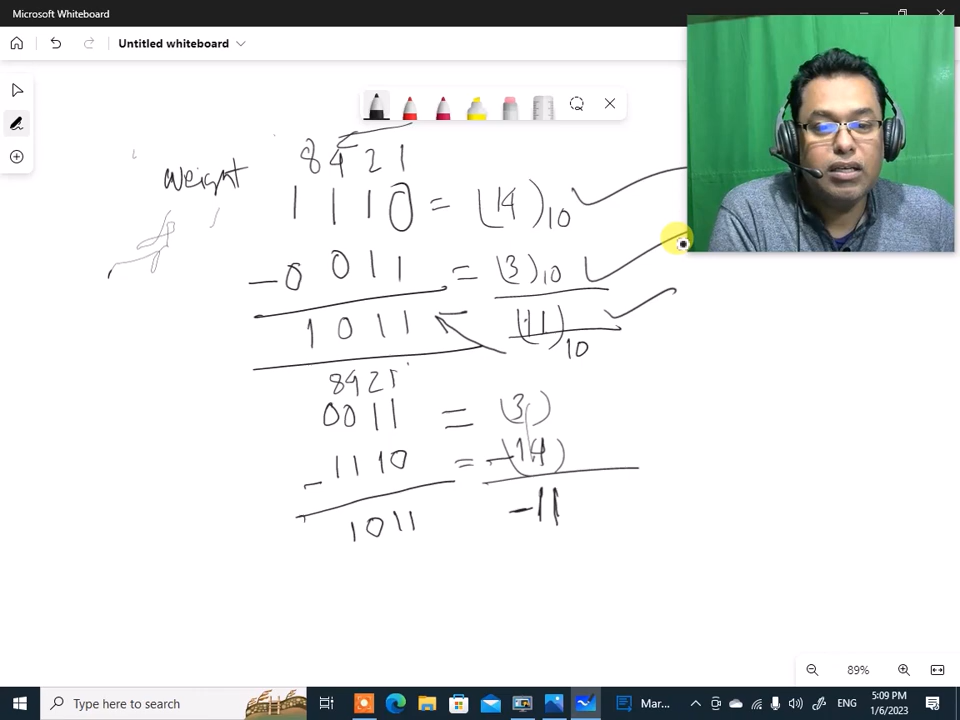 Microsoft Whiteboard
Untitled whiteboard
8 4 2 1
Weight
1 1 1 0 = (14)10
- 0 0 1 1 = (3)10
1 0 1 1 = (11)10
8 4 2 1
0 0 1 1 = (3)
- 1 1 1 0 = -(14)
1 0 1 1 -11
89%
Type here to search
Mar...
ENG
5:09 PM
1/6/2023